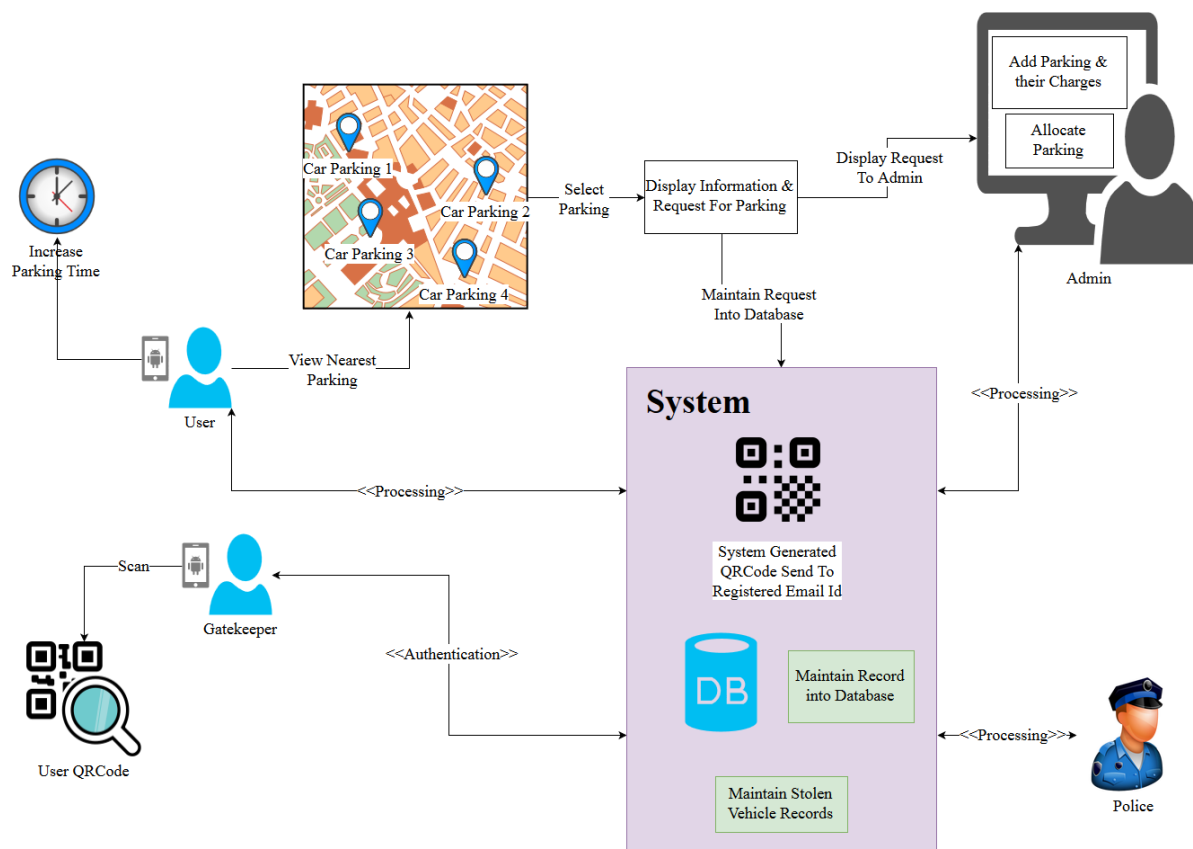 Add Parking &
their Charges
Allocate
Parking
Admin
Car Parking 1
Car Parking 2
Car Parking 3
Car Parking 4
Select
Parking
Display Information &
Request For Parking
Display Request
To Admin
Increase
Parking Time
Maintain Request
Into Database
View Nearest
Parking
User
<<Processing>>
<<Processing>>
System
System Generated
QRCode Send To
Registered Email Id
Scan
Gatekeeper
<<Authentication>>
User QRCode
DB
Maintain Record
into Database
<<Processing>>
Police
Maintain Stolen
Vehicle Records